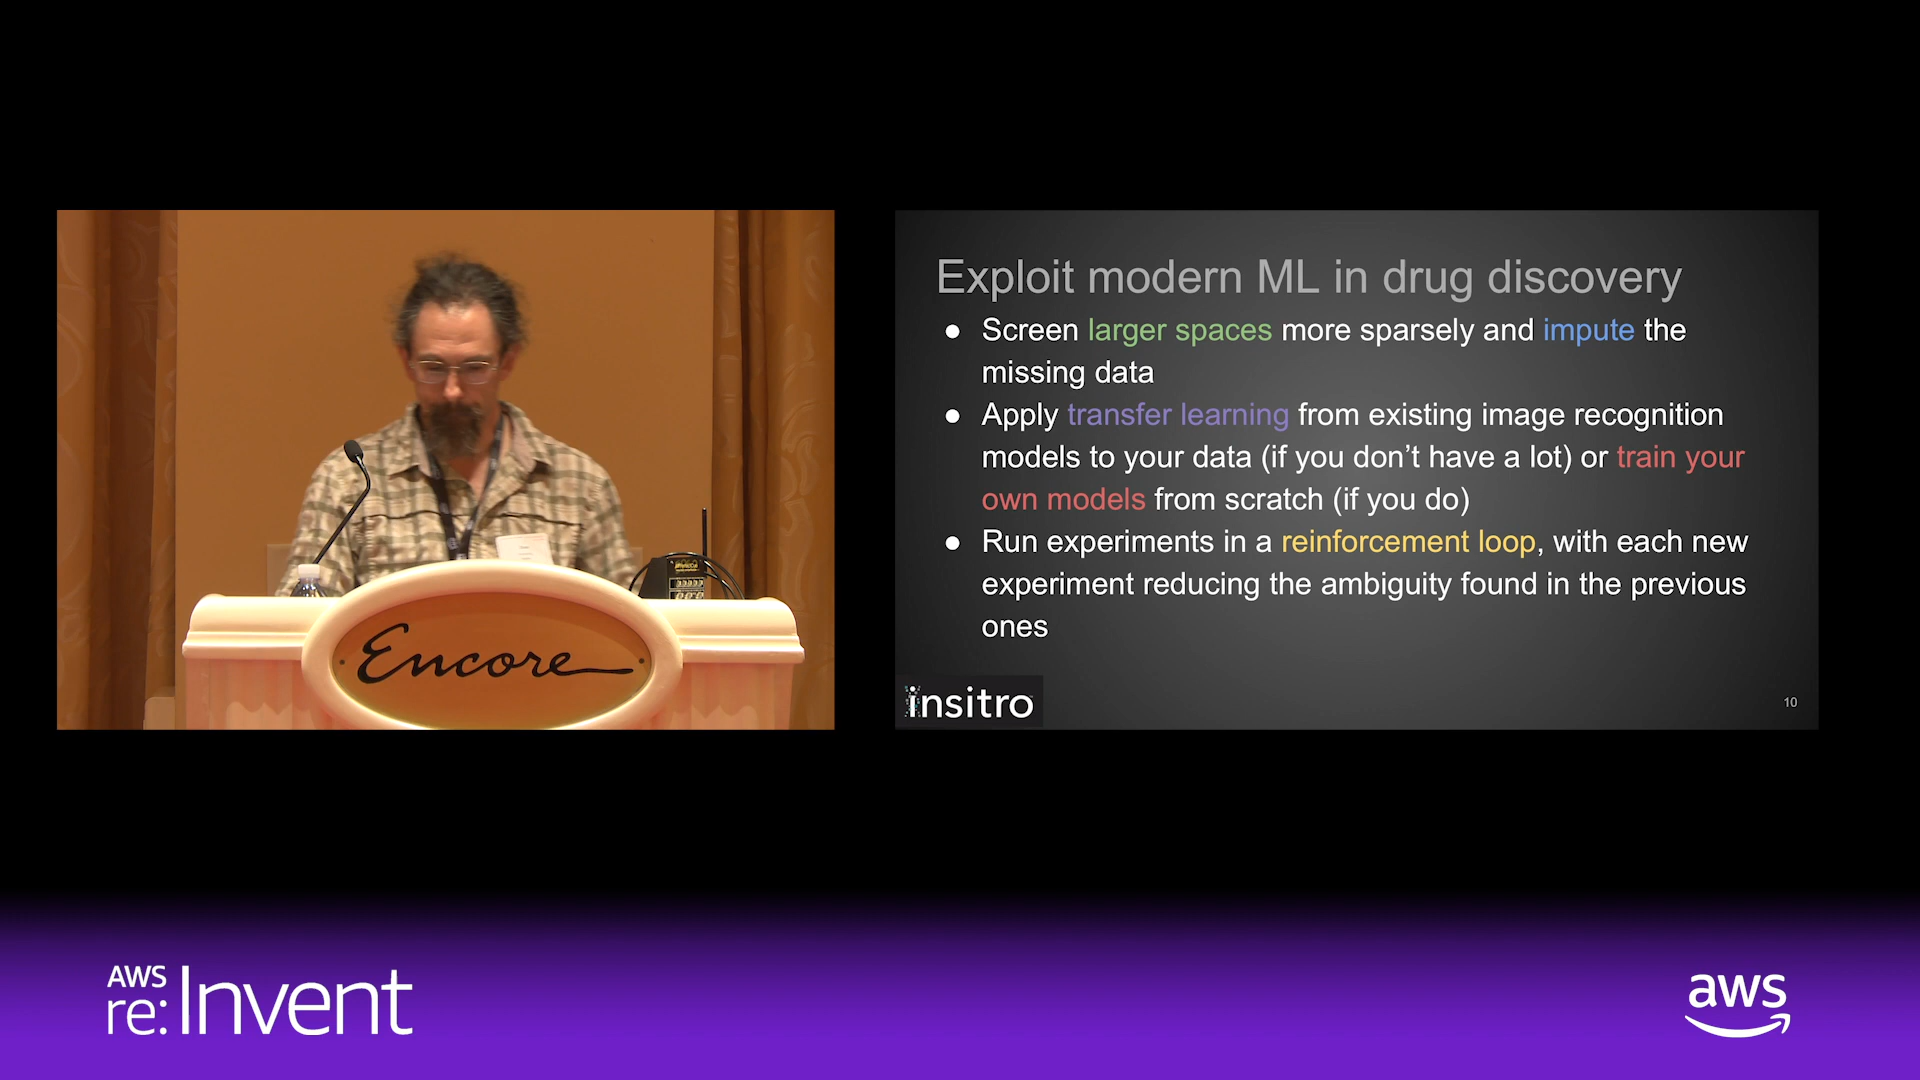 Encore
Exploit modern ML in drug discovery
● Screen larger spaces more sparsely and impute the
missing data
● Apply transfer learning from existing image recognition
models to your data (if you don’t have a lot) or train your
own models from scratch (if you do)
● Run experiments in a reinforcement loop, with each new
experiment reducing the ambiguity found in the previous
ones
insitro
10
AWS
re:Invent
aws